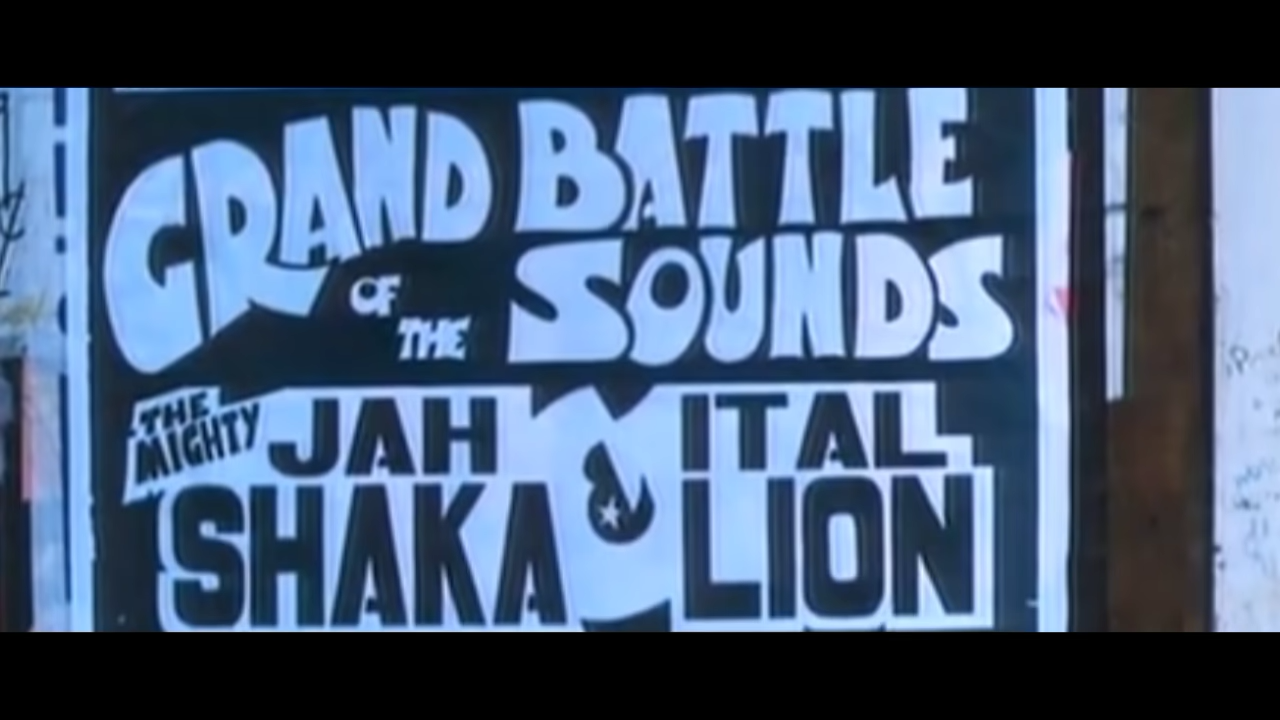 GRAND BATTLE
OF THE SOUNDS
THE MIGHTY JAH SHAKA
ITAL LION